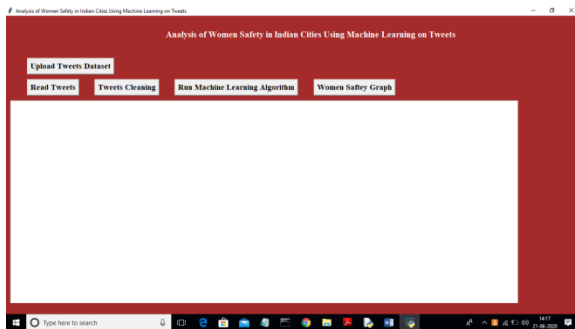 Analysis of Women Safety in Indian Cities Using Machine Learning on Tweets
Analysis of Women Safety in Indian Cities Using Machine Learning on Tweets
Upload Tweets Dataset
Read Tweets Tweets Cleaning Run Machine Learning Algorithm Women Saftey Graph
Type here to search
14:17
21-06-2020